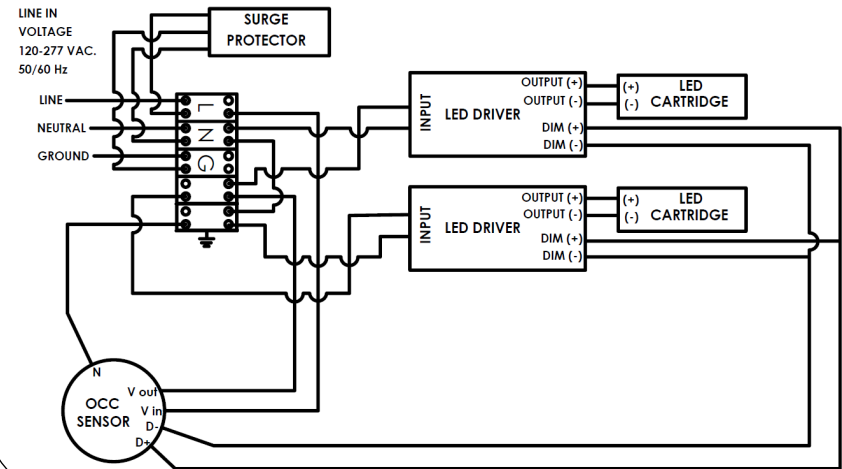 LINE IN
VOLTAGE
120-277 VAC.
50/60 Hz
SURGE
PROTECTOR
LINE
NEUTRAL
GROUND
L
N
G
INPUT
LED DRIVER
OUTPUT (+)
OUTPUT (-)
DIM (+)
DIM (-)
(+)
(-)
LED
CARTRIDGE
INPUT
LED DRIVER
OUTPUT (+)
OUTPUT (-)
DIM (+)
DIM (-)
(+)
(-)
LED
CARTRIDGE
N
OCC
SENSOR
V out
V in
D-
D+